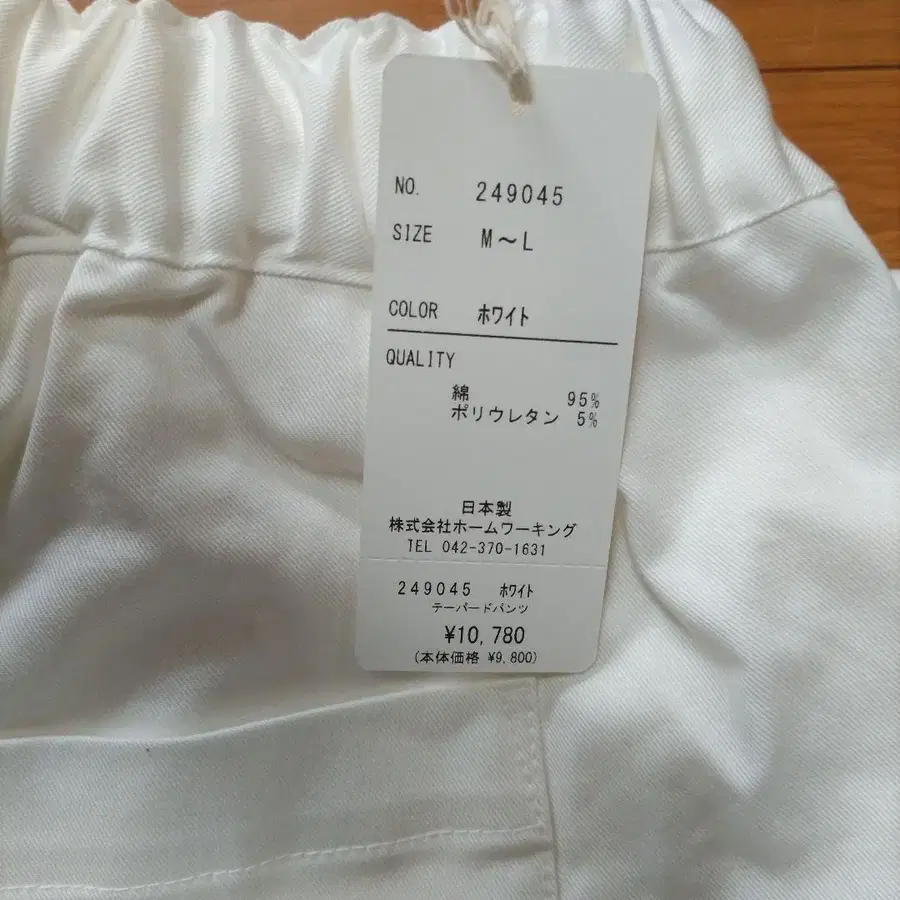 NO. 249045
SIZE M～L
COLOR ホワイト
QUALITY
綿 95%
ポリウレタン 5%
日本製
株式会社ホームワーキング
TEL 042-370-1631
249045 ホワイト
テーパードパンツ
¥10,780
(本体価格 ¥9,800)